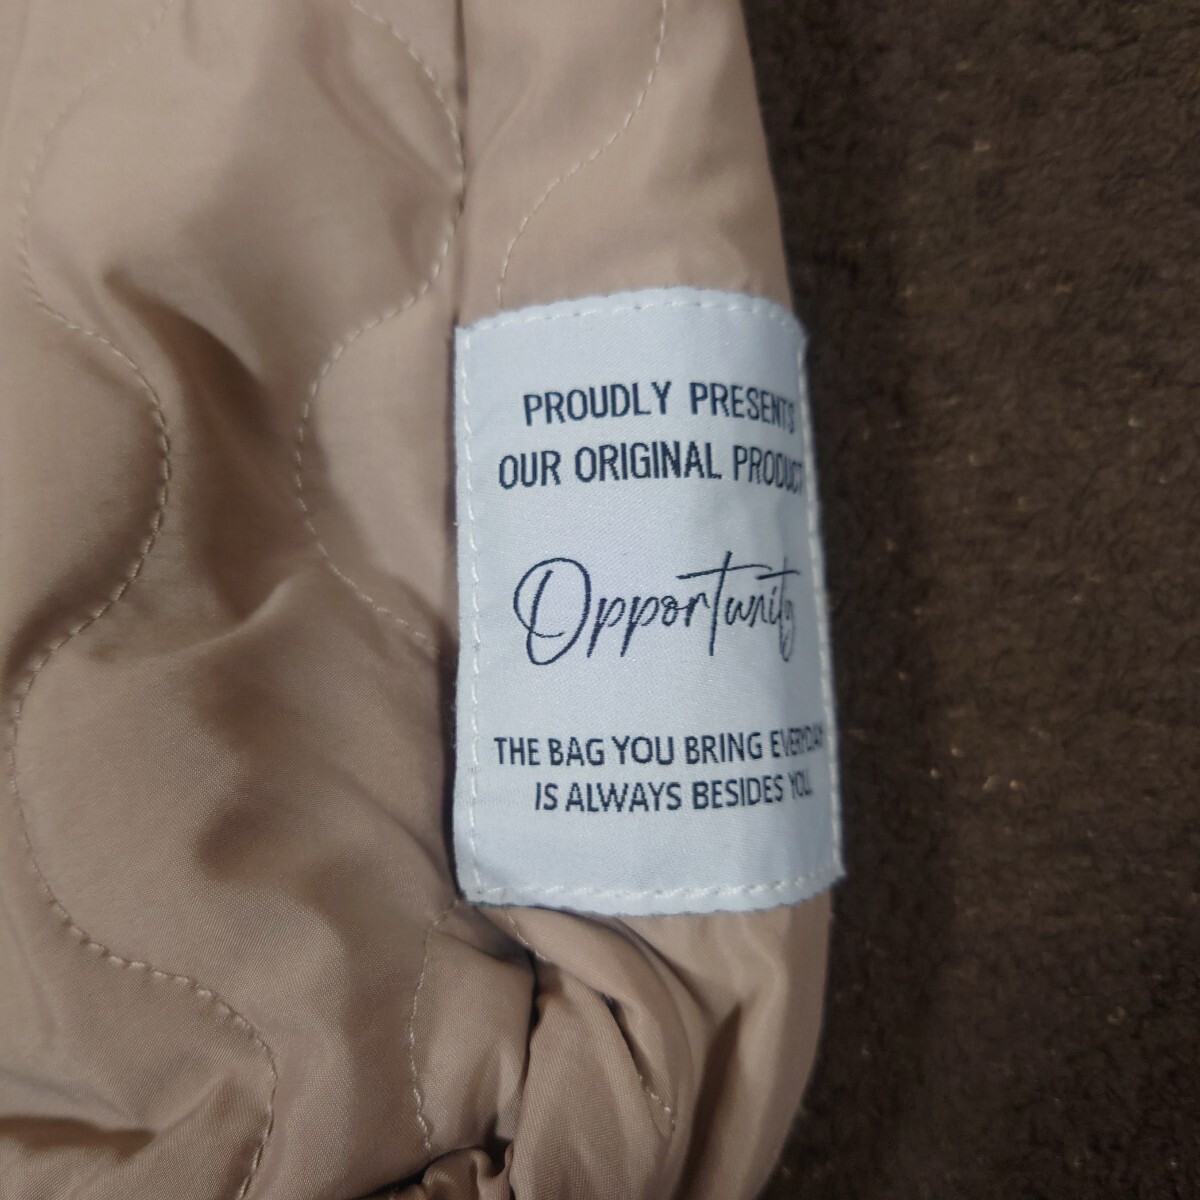 PROUDLY PRESENTS
OUR ORIGINAL PRODUCT
Opportunity
THE BAG YOU BRING EVERYDAY
IS ALWAYS BESIDES YOU.